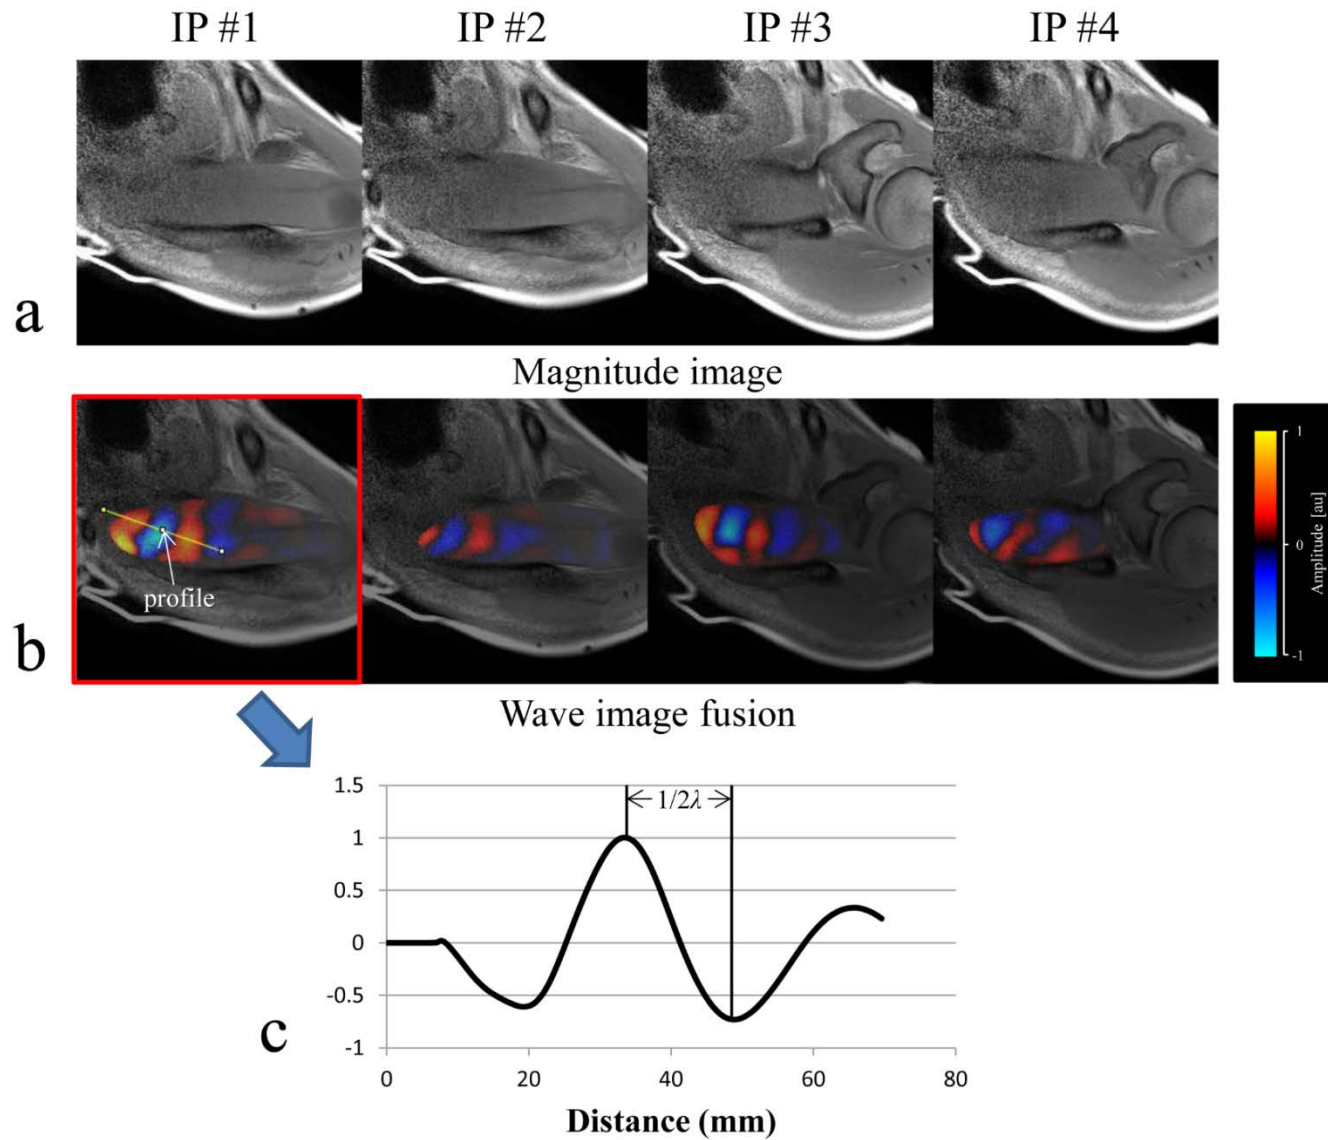 IP #1 IP #2 IP #3 IP #4
a
Magnitude image
profile
b
1
0
-1
Amplitude [au]
Wave image fusion
1/2λ
1.5
1
0.5
0
-0.5
-1
c
0 20 40 60 80
Distance (mm)